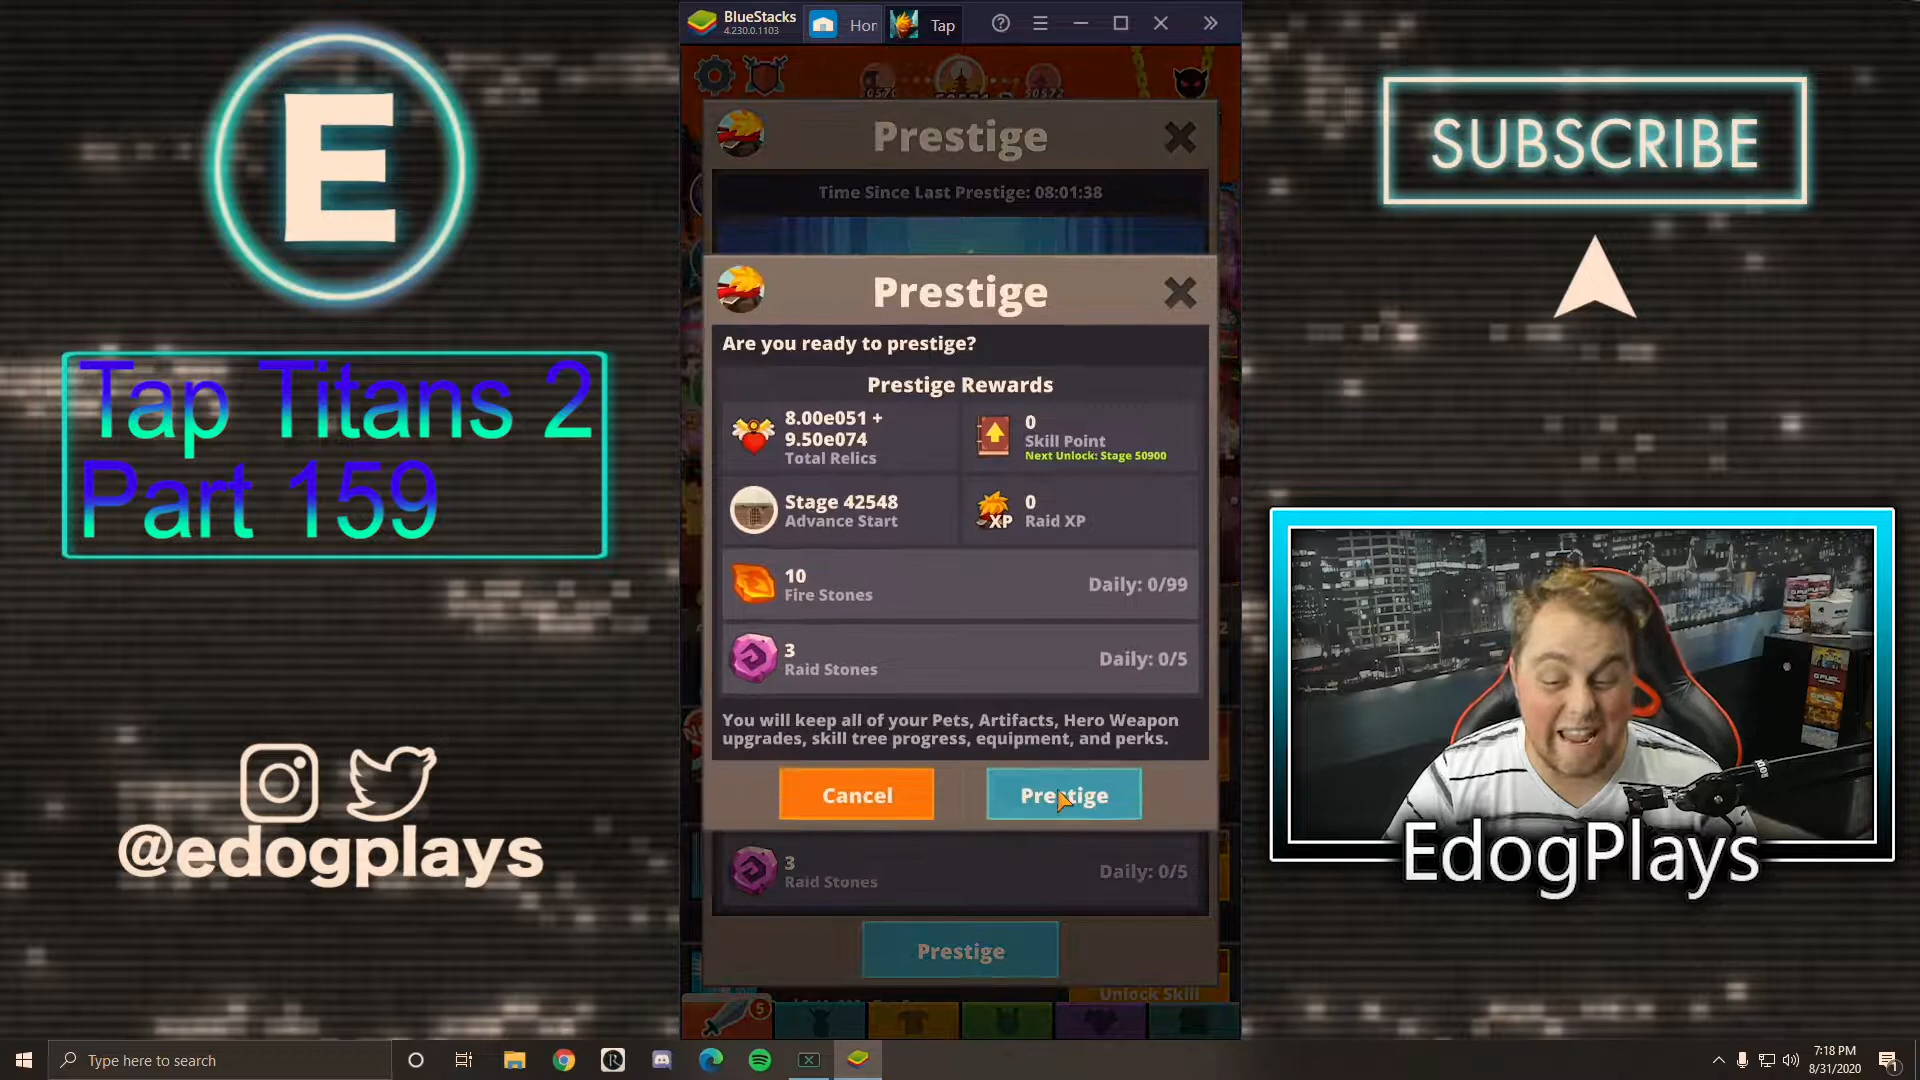 BlueStacks
4.230.0.1103
Hor
Tap
E
Tap Titans 2
Part 159
@edogplays
SUBSCRIBE
EdogPlays
50572
Prestige
Time Since Last Prestige: 08:01:38
Prestige
Are you ready to prestige?
Prestige Rewards
8.00e051 +
9.50e074
Total Relics
0
Skill Point
Next Unlock: Stage 50900
Stage 42548
Advance Start
XP
0
Raid XP
10
Fire Stones
Daily: 0/99
3
Raid Stones
Daily: 0/5
You will keep all of your Pets, Artifacts, Hero Weapon
upgrades, skill tree progress, equipment, and perks.
Cancel
Prestige
3
Raid Stones
Daily: 0/5
Prestige
Unlock Skill
5
Type here to search
7:18 PM
8/31/2020
1